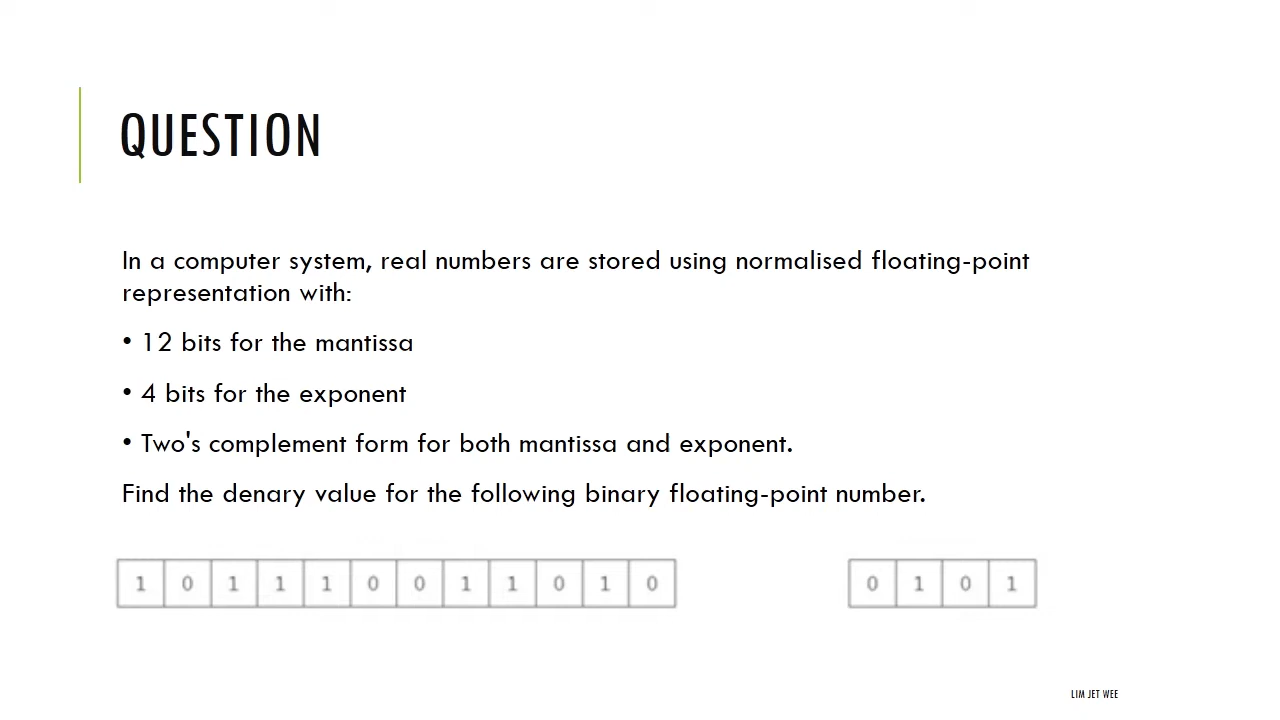 QUESTION
In a computer system, real numbers are stored using normalised floating-point
representation with:
• 12 bits for the mantissa
• 4 bits for the exponent
• Two's complement form for both mantissa and exponent.
Find the denary value for the following binary floating-point number.
1 0 1 1 1 0 0 1 1 0 1 0 0 1 0 1
LIM JET WEE